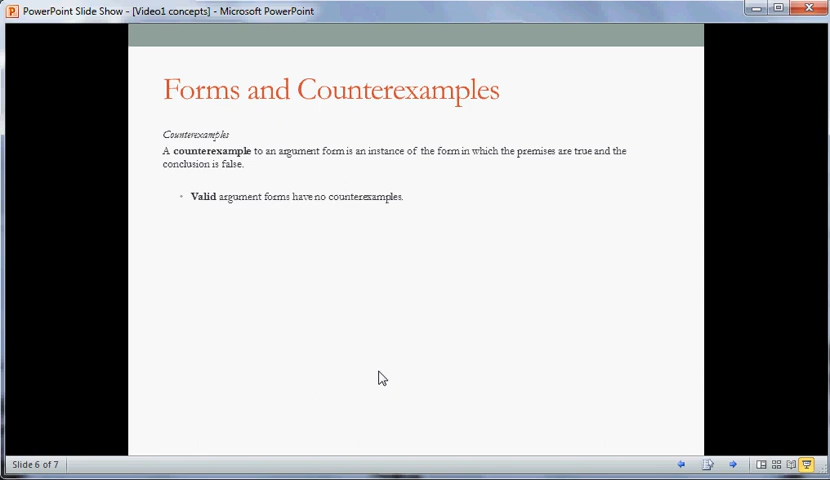 PowerPoint Slide Show - [Video1 concepts] - Microsoft PowerPoint
Forms and Counterexamples
Counterexamples
A counterexample to an argument form is an instance of the form in which the premises are true and the
conclusion is false.
• Valid argument forms have no counterexamples.
Slide 6 of 7